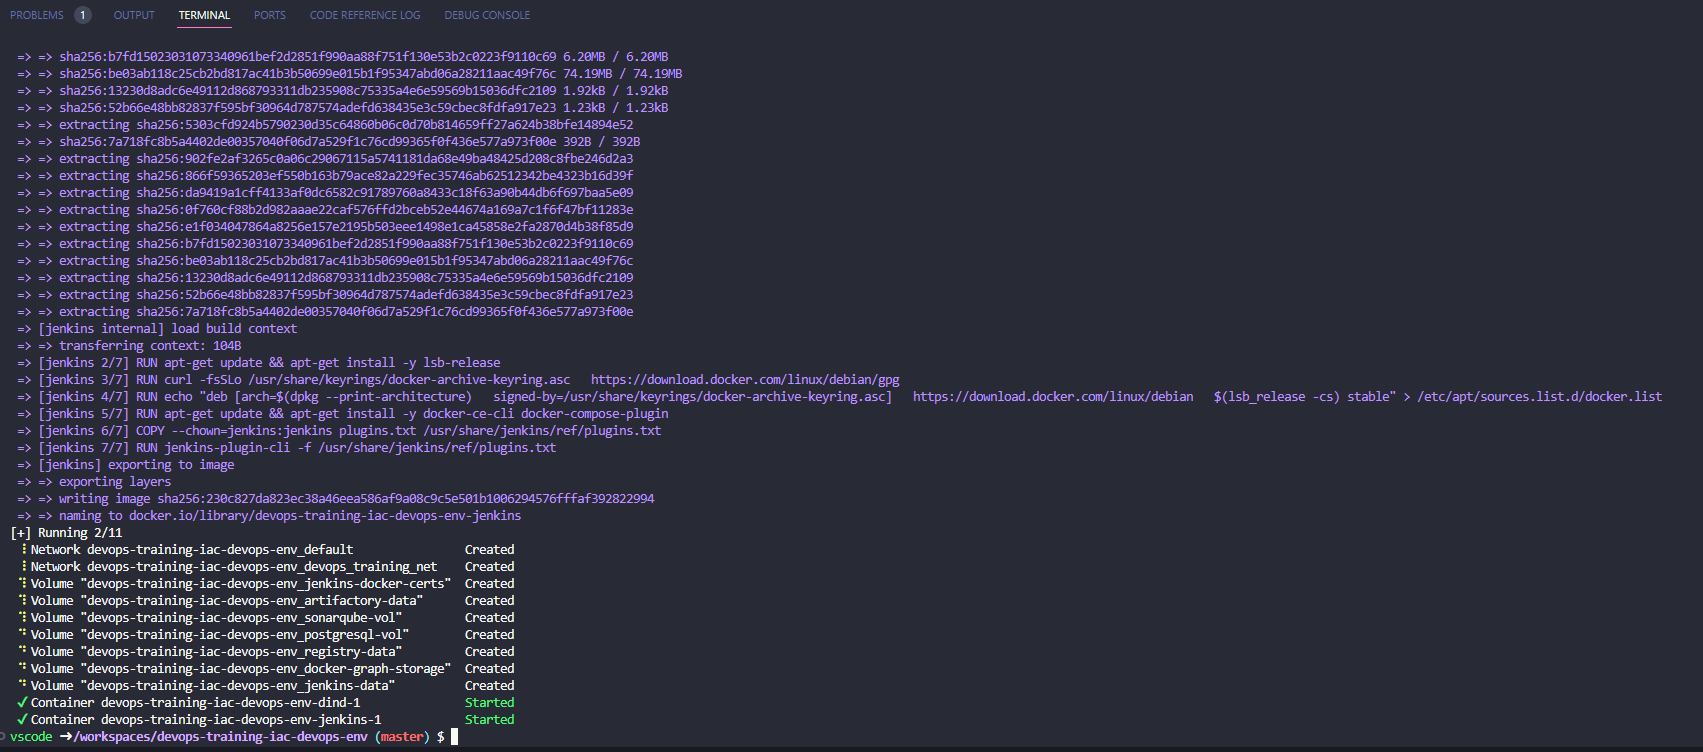 PROBLEMS 1 OUTPUT TERMINAL PORTS CODE REFERENCE LOG DEBUG CONSOLE
=> => sha256:b7fd15023031073340961bef2d2851f990aa88f751f130e53b2c0223f9110c69 6.20MB / 6.20MB
=> => sha256:be03ab118c25cb2bd817ac41b3b50699e015b1f95347abd06a28211aac49f76c 74.19MB / 74.19MB
=> => sha256:13230d8adc6e49112d868793311db235908c75335a4e6e59569b15036dfc2109 1.92kB / 1.92kB
=> => sha256:52b66e48bb82837f595bf30964d787574adefd638435e3c59cbec8fdfa917e23 1.23kB / 1.23kB
=> => extracting sha256:5303cfd924b5790230d35c64860b06c0d70b814659ff27a624b38bfe14894e52
=> => sha256:7a718fc8b5a4402de00357040f06d7a529f1c76cd99365f0f436e577a973f00e 392B / 392B
=> => extracting sha256:902fe2af3265c0a06c29067115a5741181da68e49ba48425d208c8fbe246d2a3
=> => extracting sha256:866f59365203ef550b163b79ace82a229fec35746ab62512342be4323b16d39f
=> => extracting sha256:da9419a1cff4133af0dc6582c91789760a8433c18f63a90b44db6f697baa5e09
=> => extracting sha256:0f760cf88b2d982aaae22caf576ffd2bceb52e44674a169a7c1f6f47bf11283e
=> => extracting sha256:e1f034047864a8256e157e2195b503eee1498e1ca45858e2fa2870d4b38f85d9
=> => extracting sha256:b7fd15023031073340961bef2d2851f990aa88f751f130e53b2c0223f9110c69
=> => extracting sha256:be03ab118c25cb2bd817ac41b3b50699e015b1f95347abd06a28211aac49f76c
=> => extracting sha256:13230d8adc6e49112d868793311db235908c75335a4e6e59569b15036dfc2109
=> => extracting sha256:52b66e48bb82837f595bf30964d787574adefd638435e3c59cbec8fdfa917e23
=> => extracting sha256:7a718fc8b5a4402de00357040f06d7a529f1c76cd99365f0f436e577a973f00e
=> [jenkins internal] load build context
=> => transferring context: 104B
=> [jenkins 2/7] RUN apt-get update && apt-get install -y lsb-release
=> [jenkins 3/7] RUN curl -fsSLo /usr/share/keyrings/docker-archive-keyring.asc   https://download.docker.com/linux/debian/gpg
=> [jenkins 4/7] RUN echo "deb [arch=$(dpkg --print-architecture)   signed-by=/usr/share/keyrings/docker-archive-keyring.asc]   https://download.docker.com/linux/debian   $(lsb_release -cs) stable" > /etc/apt/sources.list.d/docker.list
=> [jenkins 5/7] RUN apt-get update && apt-get install -y docker-ce-cli docker-compose-plugin
=> [jenkins 6/7] COPY --chown=jenkins:jenkins plugins.txt /usr/share/jenkins/ref/plugins.txt
=> [jenkins 7/7] RUN jenkins-plugin-cli -f /usr/share/jenkins/ref/plugins.txt
=> [jenkins] exporting to image
=> => exporting layers
=> => writing image sha256:230c827da823ec38a46eea586af9a08c9c5e501b1006294576fffaf392822994
=> => naming to docker.io/library/devops-training-iac-devops-env-jenkins
[+] Running 2/11
⠸ Network devops-training-iac-devops-env_default Created
⠸ Network devops-training-iac-devops-env_devops_training_net Created
⠹ Volume "devops-training-iac-devops-env_jenkins-docker-certs" Created
⠹ Volume "devops-training-iac-devops-env_artifactory-data" Created
⠹ Volume "devops-training-iac-devops-env_sonarqube-vol" Created
⠙ Volume "devops-training-iac-devops-env_postgresql-vol" Created
⠙ Volume "devops-training-iac-devops-env_registry-data" Created
⠙ Volume "devops-training-iac-devops-env_docker-graph-storage" Created
⠙ Volume "devops-training-iac-devops-env_jenkins-data" Created
✔ Container devops-training-iac-devops-env-dind-1 Started
✔ Container devops-training-iac-devops-env-jenkins-1 Started
vscode ➜ /workspaces/devops-training-iac-devops-env (master) $